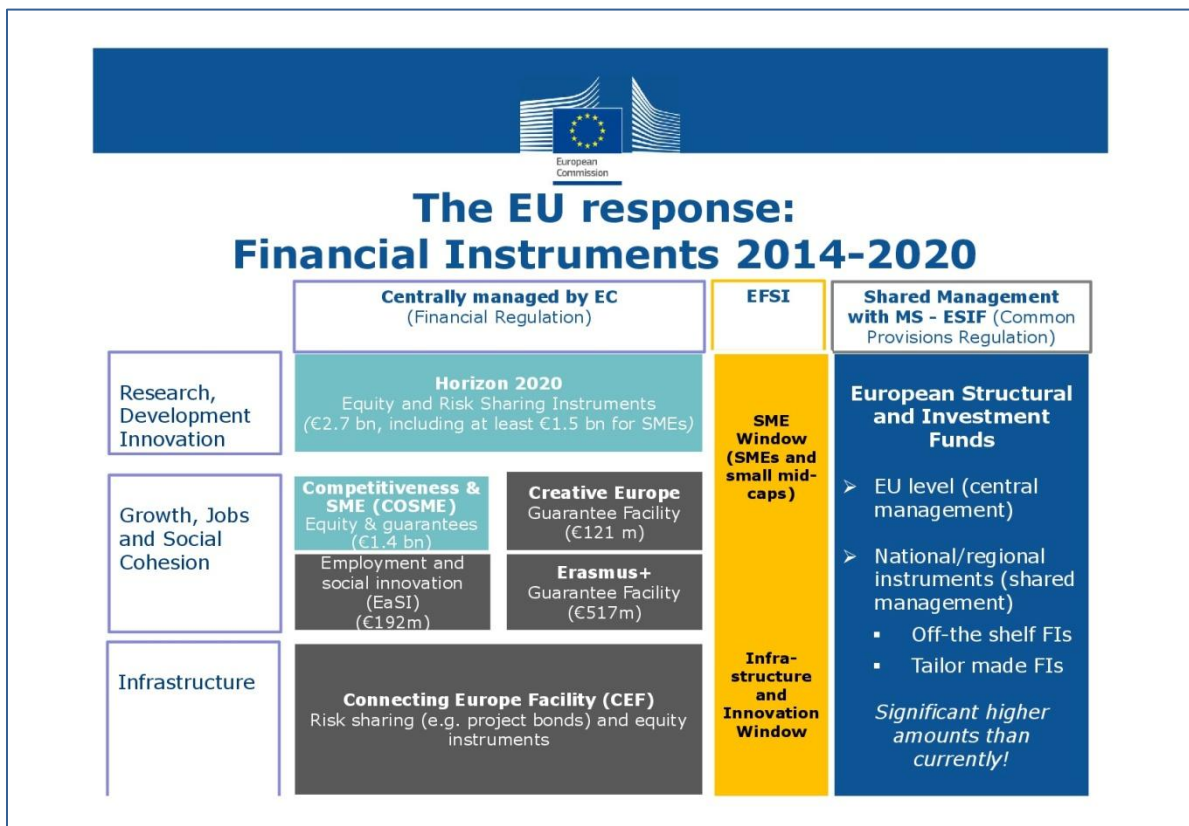 European
Commission
The EU response:
Financial Instruments 2014-2020
Centrally managed by EC
(Financial Regulation)
EFSI
Shared Management
with MS - ESIF (Common
Provisions Regulation)
Research,
Development
Innovation
Horizon 2020
Equity and Risk Sharing Instruments
(€2.7 bn, including at least €1.5 bn for SMEs)
Growth, Jobs
and Social
Cohesion
Competitiveness &
SME (COSME)
Equity & guarantees
(€1.4 bn)
Creative Europe
Guarantee Facility
(€121 m)
Employment and
social innovation
(EaSI)
(€192m)
Erasmus+
Guarantee Facility
(€517m)
Infrastructure
Connecting Europe Facility (CEF)
Risk sharing (e.g. project bonds) and equity
instruments
SME
Window
(SMEs and
small mid-
caps)
Infra-
structure
and
Innovation
Window
European Structural
and Investment
Funds
➢ EU level (central
management)
➢ National/regional
instruments (shared
management)
▪ Off-the shelf FIs
▪ Tailor made FIs
Significant higher
amounts than
currently!